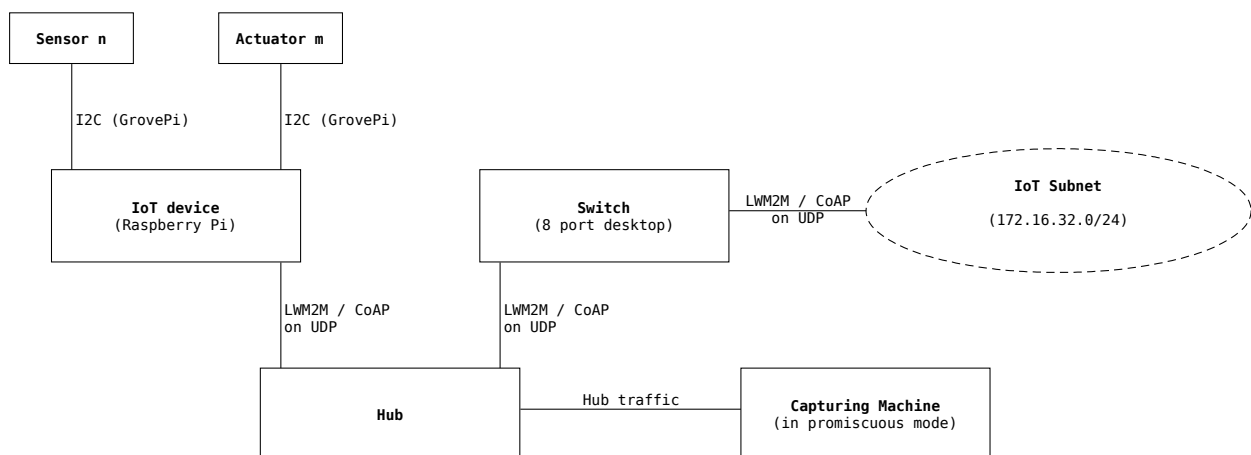 Sensor n
Actuator m
I2C (GrovePi)
I2C (GrovePi)
IoT device
(Raspberry Pi)
Switch
(8 port desktop)
LWM2M / CoAP
on UDP
IoT Subnet
(172.16.32.0/24)
LWM2M / CoAP
on UDP
LWM2M / CoAP
on UDP
Hub
Hub traffic
Capturing Machine
(in promiscuous mode)